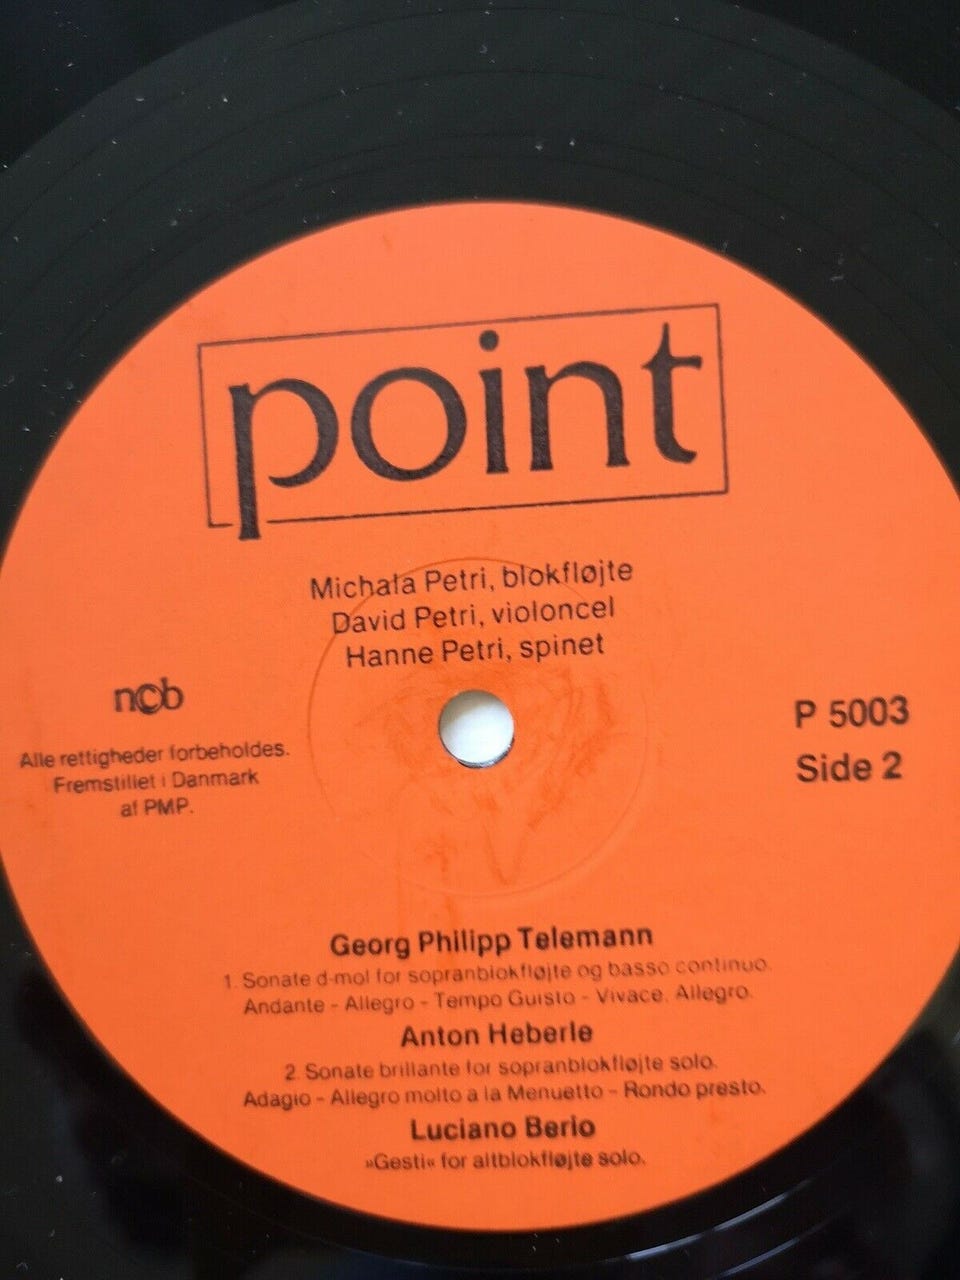 point
Michala Petri, blokfløjte
David Petri, violoncel
Hanne Petri, spinet
ncb
Alle rettigheder forbeholdes.
Fremstillet i Danmark
af PMP.
P 5003
Side 2
Georg Philipp Telemann
1. Sonate d-mol for sopranblokfløjte og basso continuo.
Andante - Allegro - Tempo Guisto - Vivace. Allegro.
Anton Heberle
2. Sonate brillante for sopranblokfløjte solo.
Adagio - Allegro molto a la Menuetto - Rondo presto.
Luciano Berio
»Gesti« for altblokfløjte solo.